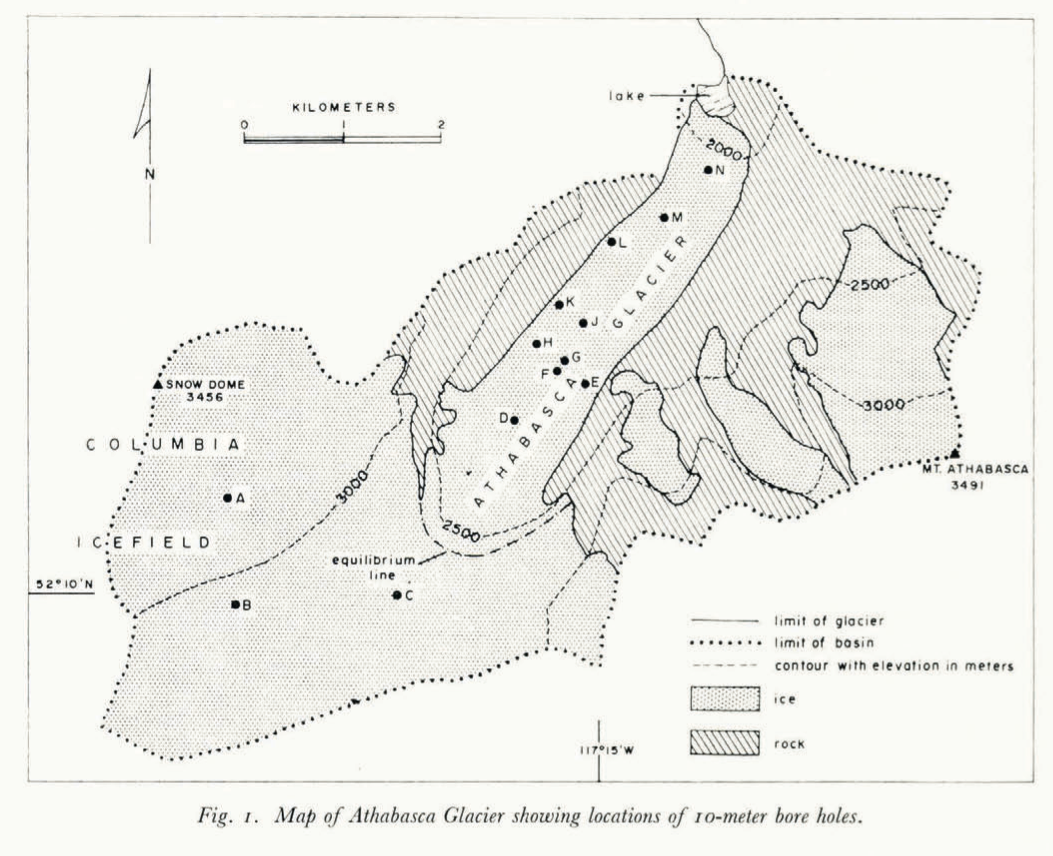 lake
KILOMETERS
0 1 2
N
2000
N
M
L
K
J
H
G
F
E
D
ATHABASCA GLACIER
2500
3000
MT. ATHABASCA
3491
SNOW DOME
3456
COLUMBIA
ICEFIELD
A
3000
2500
equilibrium
line
52°10'N
B
C
117°15'W
limit of glacier
limit of basin
contour with elevation in meters
ice
rock
Fig. 1. Map of Athabasca Glacier showing locations of 10-meter bore holes.